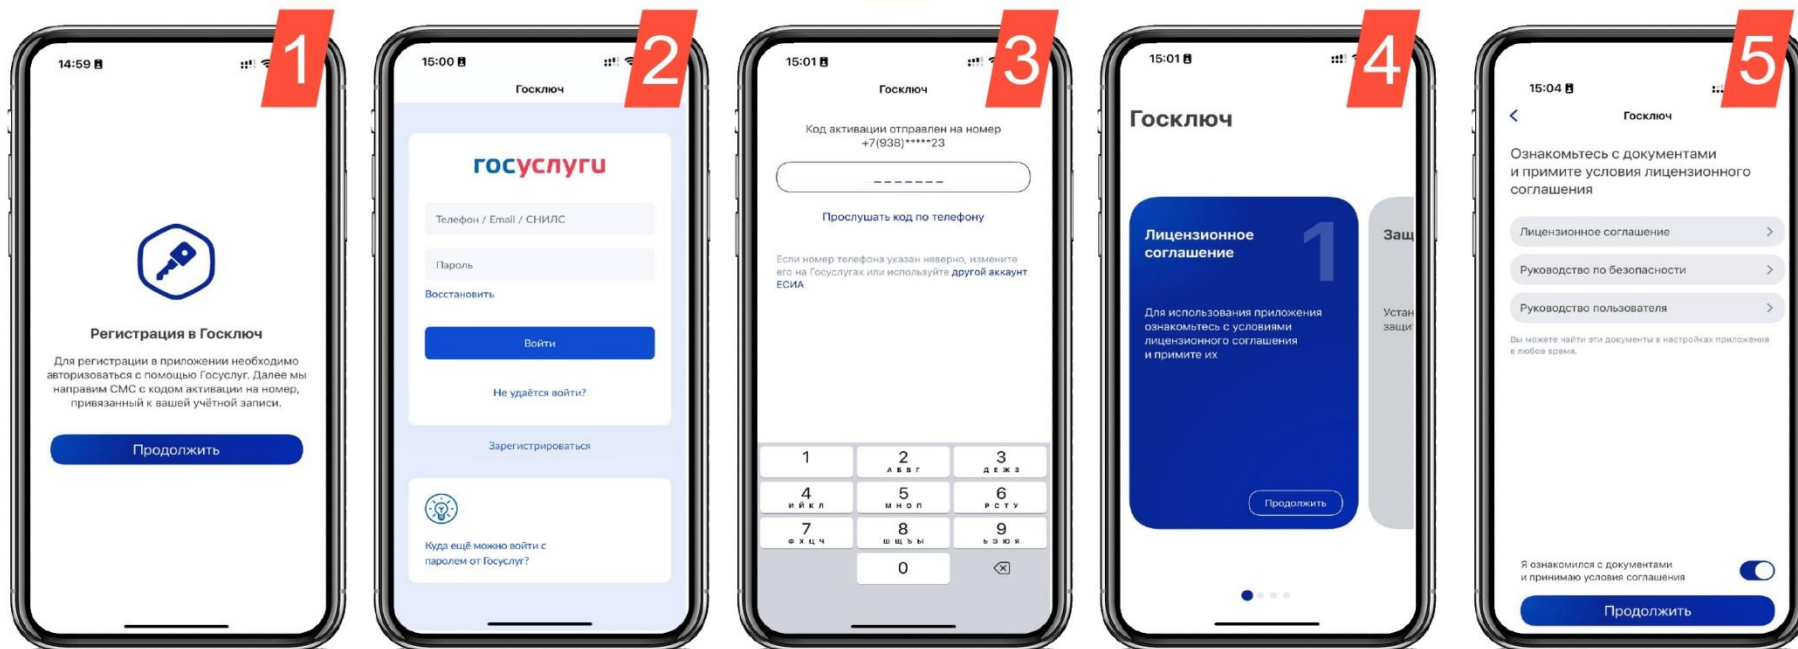 1
14:59
Регистрация в Госключ
Для регистрации в приложении необходимо
авторизоваться с помощью Госуслуг. Далее мы
направим СМС с кодом активации на номер,
привязанный к вашей учётной записи.
Продолжить
2
15:00
Госключ
госуслуги
Телефон / Email / СНИЛС
Пароль
Восстановить
Войти
Не удаётся войти?
Зарегистрироваться
Куда ещё можно войти с
паролем от Госуслуг?
3
15:01
Госключ
Код активации отправлен на номер
+7(938)*****23
Прослушать код по телефону
Если номер телефона указан неверно, измените
его на Госуслугах или используйте другой аккаунт
ЕСИА
1 2 3
АБВГ ДЕЖЗ
4 5 6
ИЙКЛ МНОП РСТУ
7 8 9
ФХЦЧ ШЩЪЫ ЬЭЮЯ
0
4
15:01
Госключ
Лицензионное
соглашение
1
Для использования приложения
ознакомьтесь с условиями
лицензионного соглашения
и примите их
Продолжить
Защ
Устан
защит
5
15:04
Госключ
Ознакомьтесь с документами
и примите условия лицензионного
соглашения
Лицензионное соглашение
Руководство по безопасности
Руководство пользователя
Вы можете найти эти документы в настройках приложения
в любое время.
Я ознакомился с документами
и принимаю условия соглашения
Продолжить